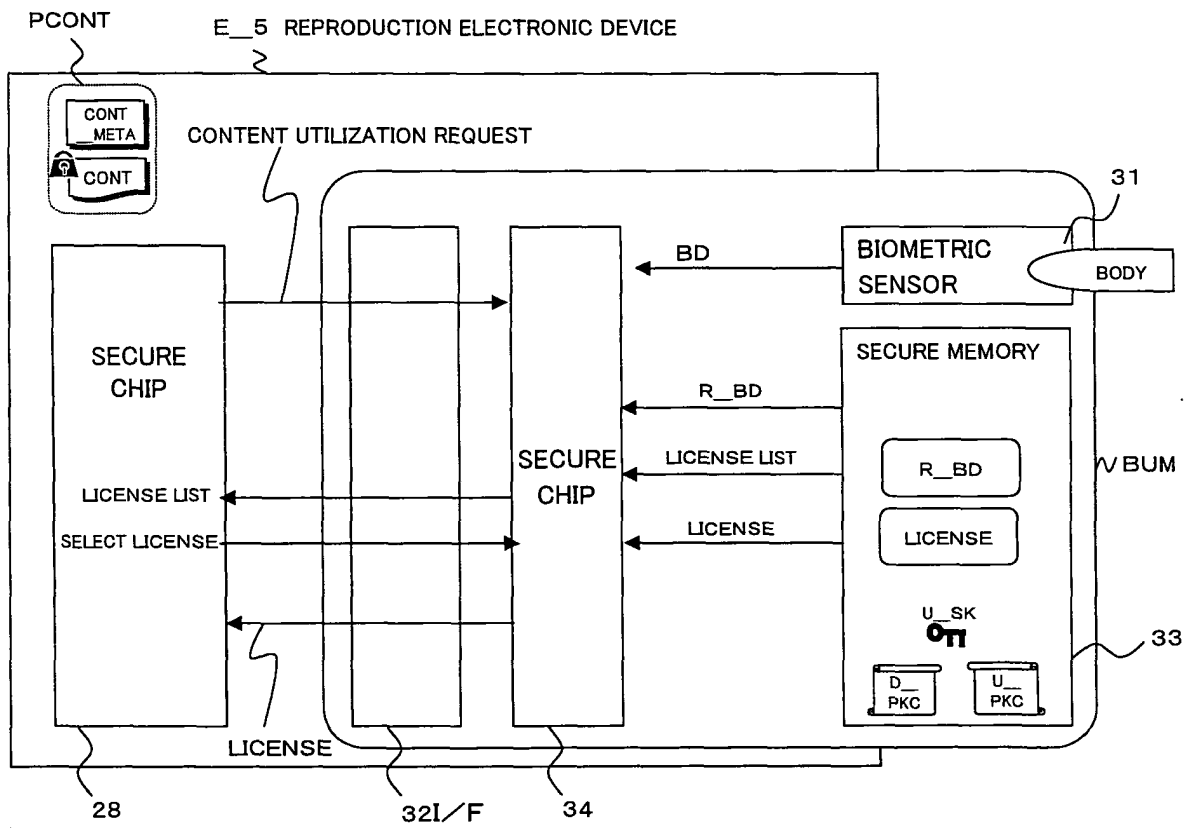 PCONT
E_5 REPRODUCTION ELECTRONIC DEVICE
CONT
_META
CONT
CONTENT UTILIZATION REQUEST
31
BD
BIOMETRIC
SENSOR
BODY
SECURE
CHIP
SECURE MEMORY
R_BD
SECURE
CHIP
LICENSE LIST
R_BD
BUM
LICENSE LIST
SELECT LICENSE
LICENSE
LICENSE
U_SK
33
D_
PKC
U_
PKC
LICENSE
28
32I/F
34